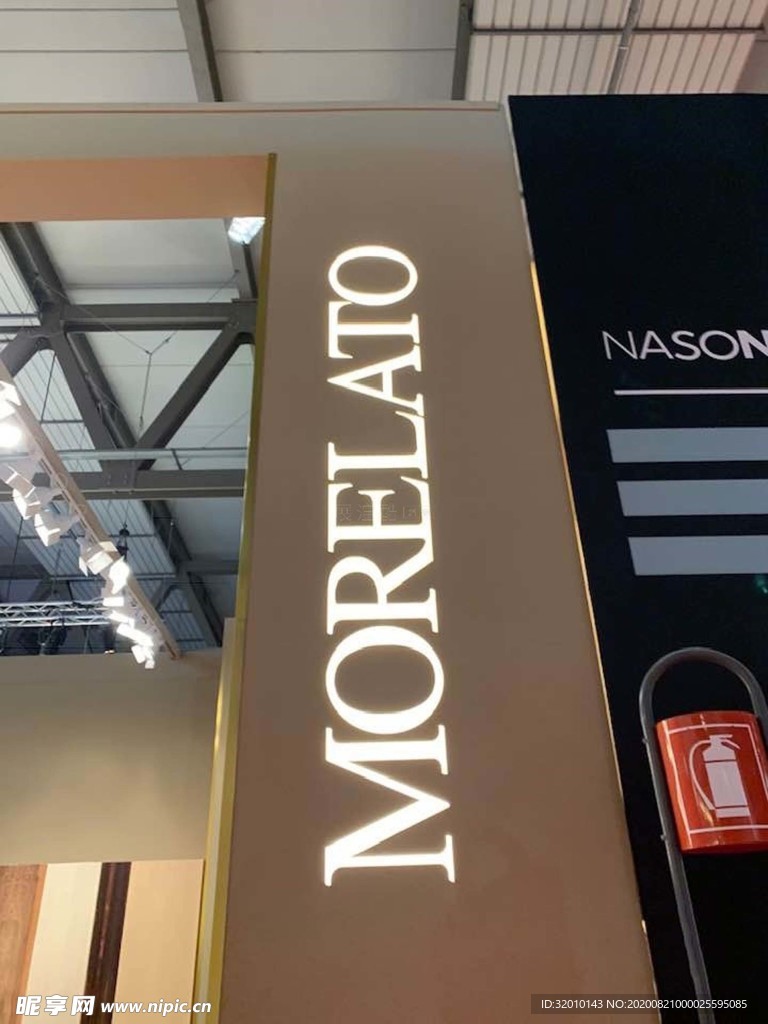 MORELATO
NASON
昵享网 www.nipic.cn
ID:32010143 NO:20200821000025595085